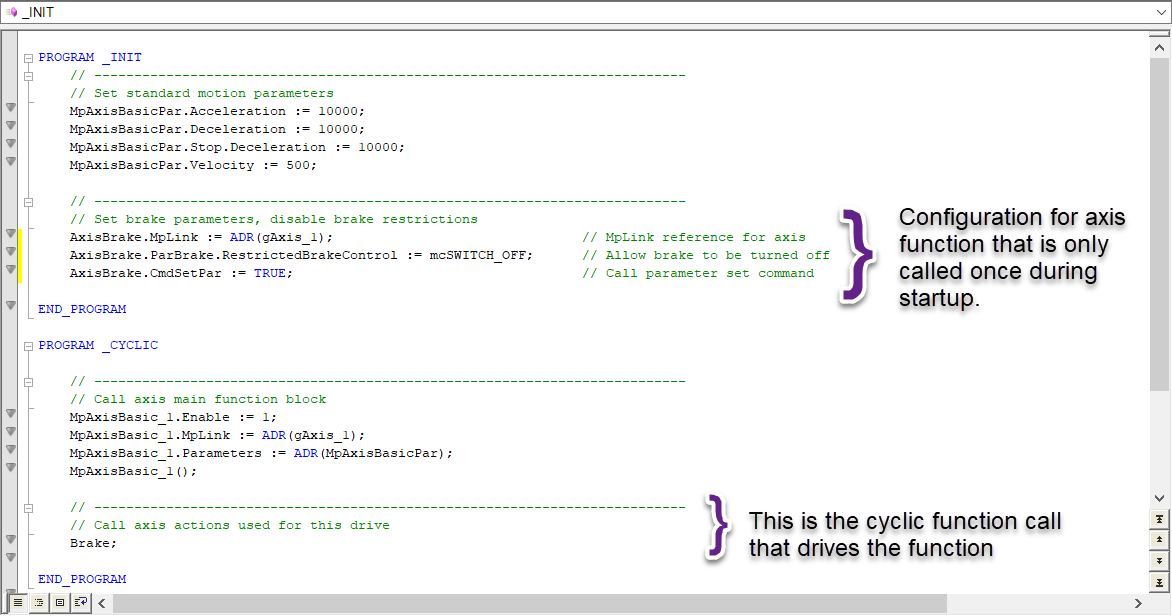 _INIT
PROGRAM _INIT
// --------------------------------------------------------------------------
// Set standard motion parameters
MpAxisBasicPar.Acceleration := 10000;
MpAxisBasicPar.Deceleration := 10000;
MpAxisBasicPar.Stop.Deceleration := 10000;
MpAxisBasicPar.Velocity := 500;
// --------------------------------------------------------------------------
// Set brake parameters, disable brake restrictions
AxisBrake.MpLink := ADR(gAxis_1); // MpLink reference for axis
AxisBrake.ParBrake.RestrictedBrakeControl := mcSWITCH_OFF; // Allow brake to be turned off
AxisBrake.CmdSetPar := TRUE; // Call parameter set command
Configuration for axis
function that is only
called once during
startup.
END_PROGRAM
PROGRAM _CYCLIC
// --------------------------------------------------------------------------
// Call axis main function block
MpAxisBasic_1.Enable := 1;
MpAxisBasic_1.MpLink := ADR(gAxis_1);
MpAxisBasic_1.Parameters := ADR(MpAxisBasicPar);
MpAxisBasic_1();
// --------------------------------------------------------------------------
// Call axis actions used for this drive
Brake;
This is the cyclic function call
that drives the function
END_PROGRAM